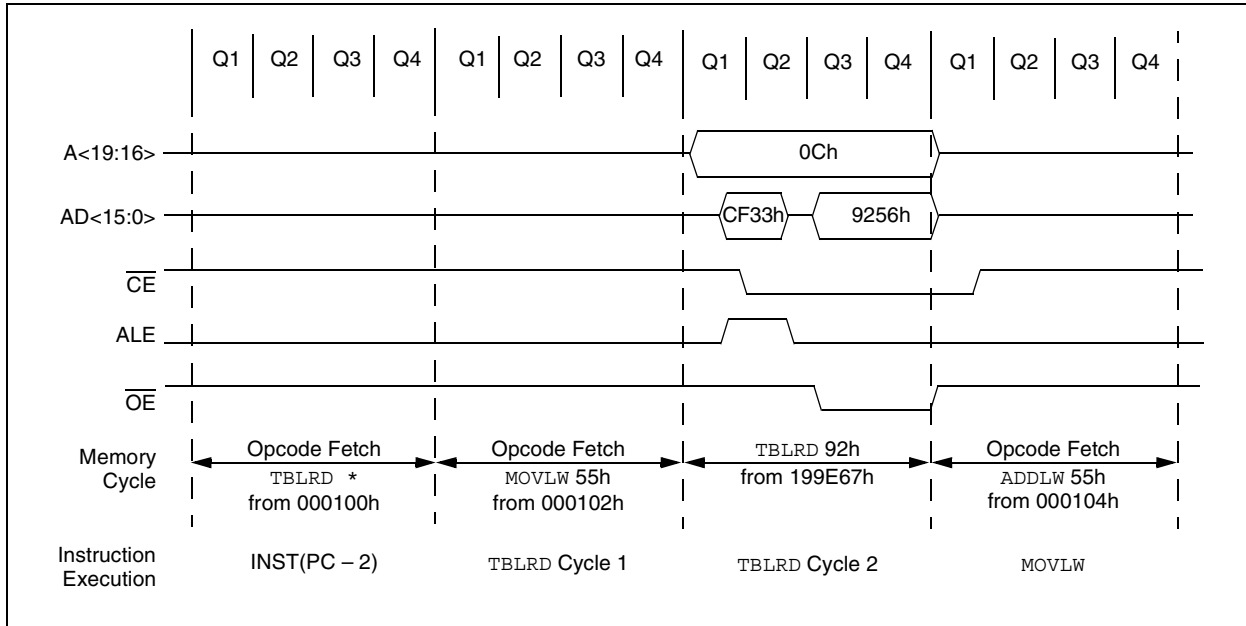 Q1 Q2 Q3 Q4 Q1 Q2 Q3 Q4 Q1 Q2 Q3 Q4 Q1 Q2 Q3 Q4
A<19:16>
0Ch
AD<15:0>
CF33h
9256h
CE
ALE
OE
Memory
Cycle
Opcode Fetch
TBLRD *
from 000100h
Opcode Fetch
MOVLW 55h
from 000102h
TBLRD 92h
from 199E67h
Opcode Fetch
ADDLW 55h
from 000104h
Instruction
Execution
INST(PC – 2)
TBLRD Cycle 1
TBLRD Cycle 2
MOVLW